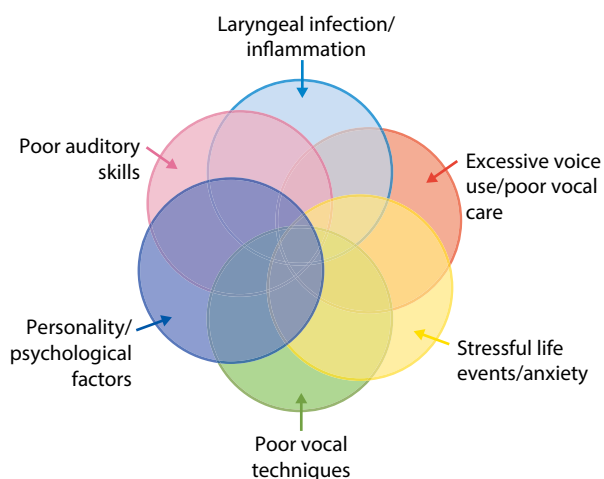 Laryngeal infection/
inflammation
Poor auditory
skills
Excessive voice
use/poor vocal
care
Personality/
psychological
factors
Stressful life
events/anxiety
Poor vocal
techniques